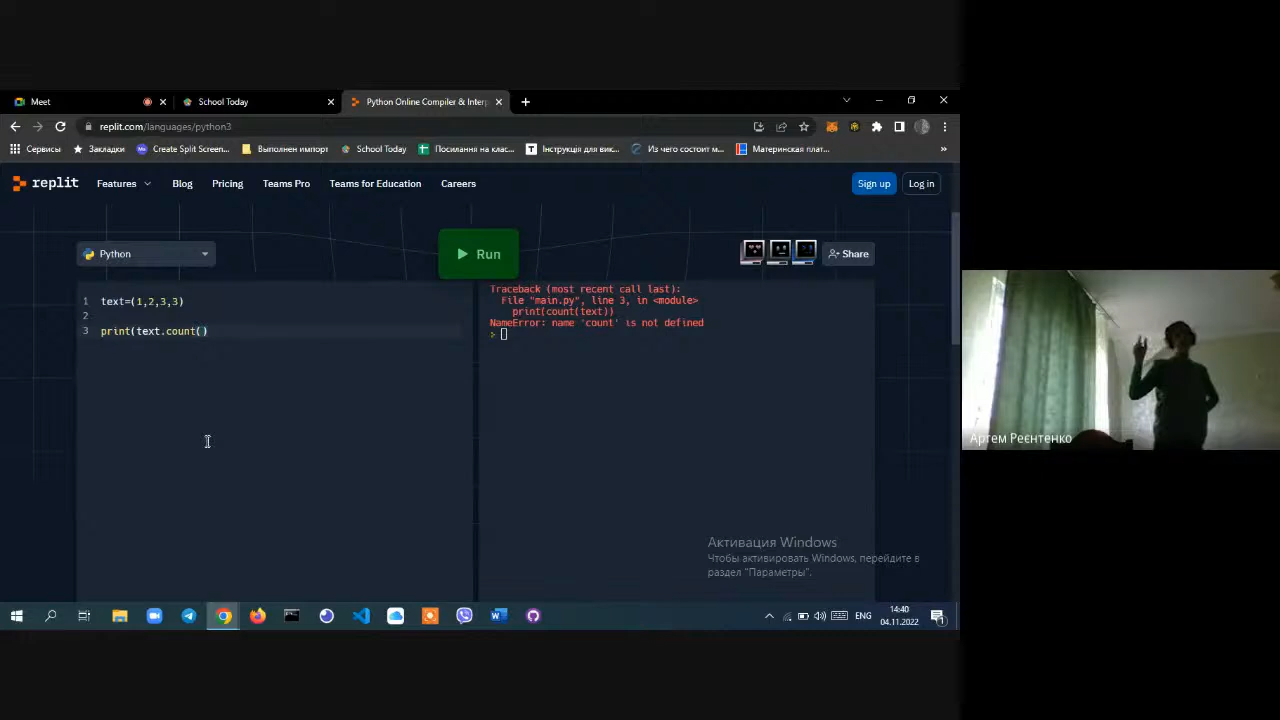 Meet
School Today
Python Online Compiler & Interp
replit.com/languages/python3
Сервисы
Закладки
Create Split Screen...
Выполнен импорт
School Today
Посилання на клас...
Інструкція для вик...
Из чего состоит м...
Материнская плат...
»
replit
Features
Blog
Pricing
Teams Pro
Teams for Education
Careers
Sign up
Log in
Python
Run
Share
1 text=(1,2,3,3)
2
3 print(text.count()
Traceback (most recent call last):
File "main.py", line 3, in <module>
print(count(text))
NameError: name 'count' is not defined
>
Артем Реєнтенко
Активация Windows
Чтобы активировать Windows, перейдите в
раздел "Параметры".
ENG
14:40
04.11.2022